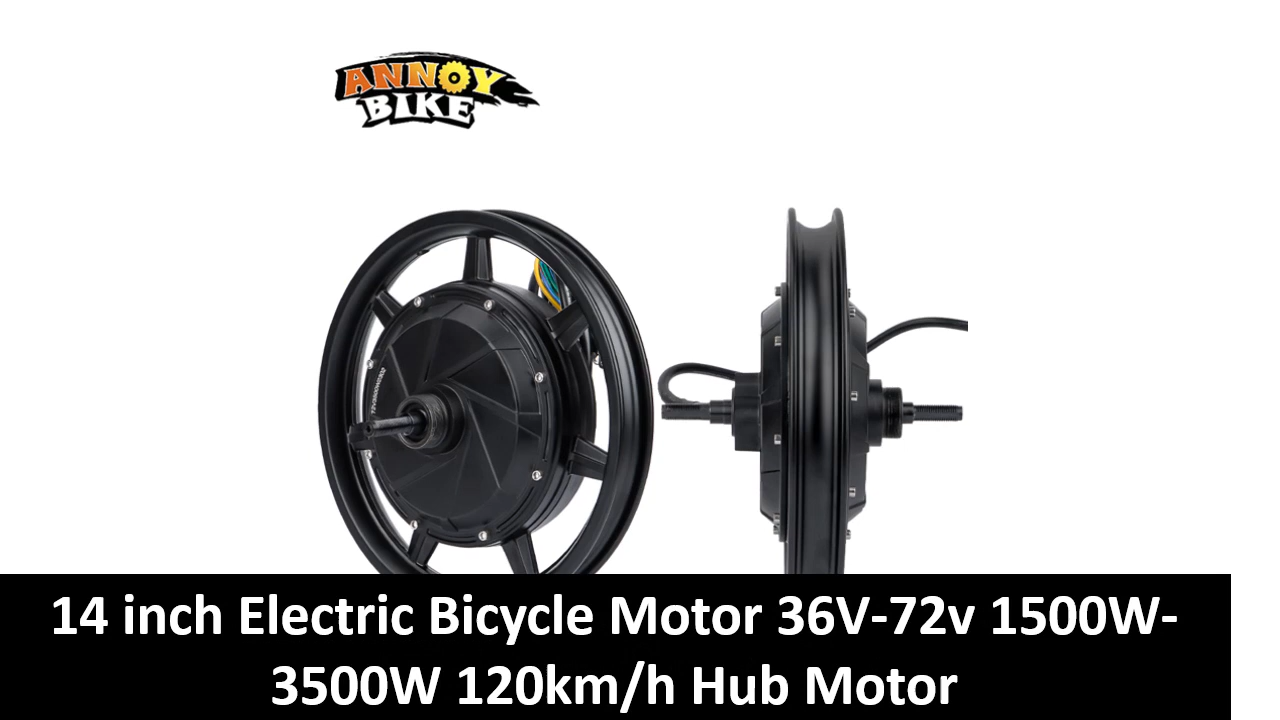 ANNOY
BIKE
14 inch Electric Bicycle Motor 36V-72v 1500W-
3500W 120km/h Hub Motor